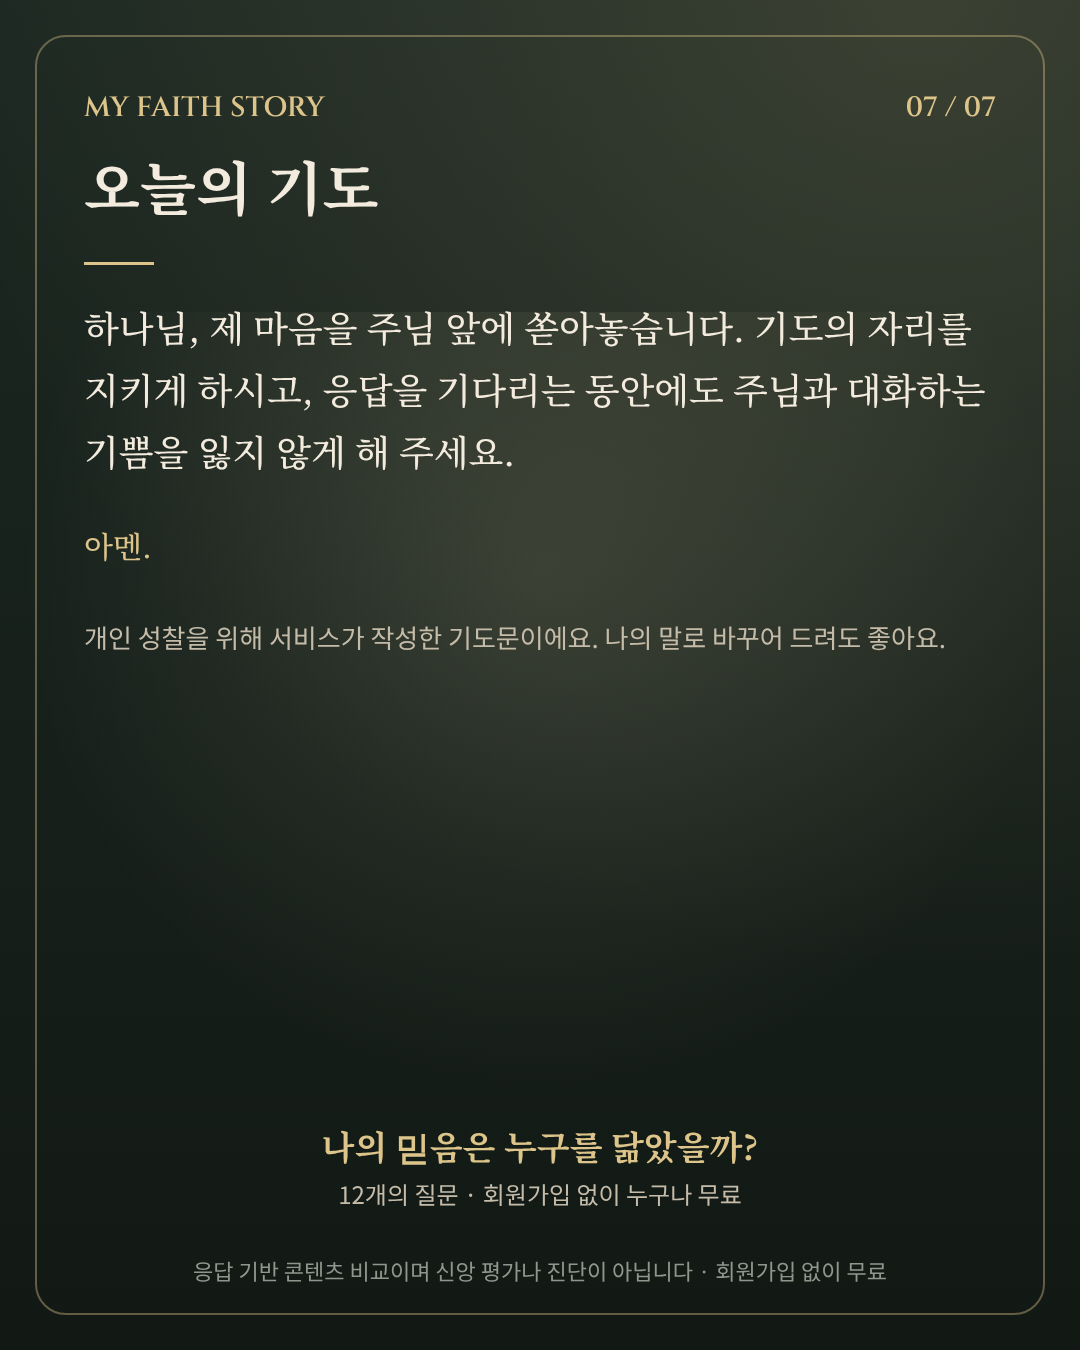 MY FAITH STORY
07 / 07
오늘의 기도
하나님, 제 마음을 주님 앞에 쏟아놓습니다. 기도의 자리를
지키게 하시고, 응답을 기다리는 동안에도 주님과 대화하는
기쁨을 잃지 않게 해 주세요.
아멘.
개인 성찰을 위해 서비스가 작성한 기도문이에요. 나의 말로 바꾸어 드려도 좋아요.
나의 믿음은 누구를 닮았을까?
12개의 질문 · 회원가입 없이 누구나 무료
응답 기반 콘텐츠 비교이며 신앙 평가나 진단이 아닙니다 · 회원가입 없이 무료